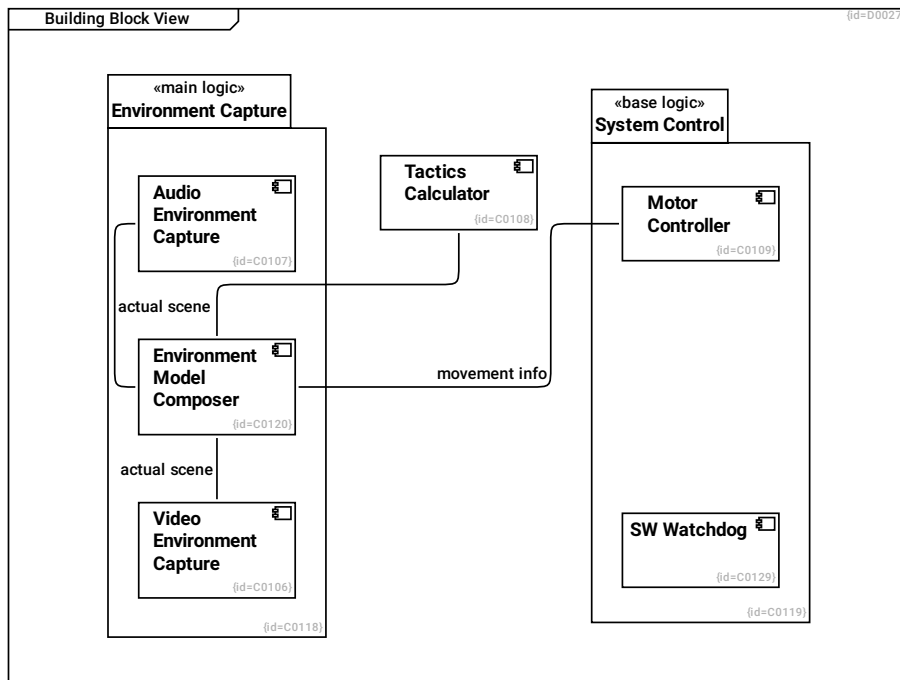 Building Block View
{id=D0027
«main logic»
Environment Capture
Audio
Environment
Capture
{id=C0107}
actual scene
Environment
Model
Composer
{id=C0120}
actual scene
Video
Environment
Capture
{id=C0106}
{id=C0118}
Tactics
Calculator
{id=C0108}
movement info
«base logic»
System Control
Motor
Controller
{id=C0109}
SW Watchdog
{id=C0129}
{id=C0119}